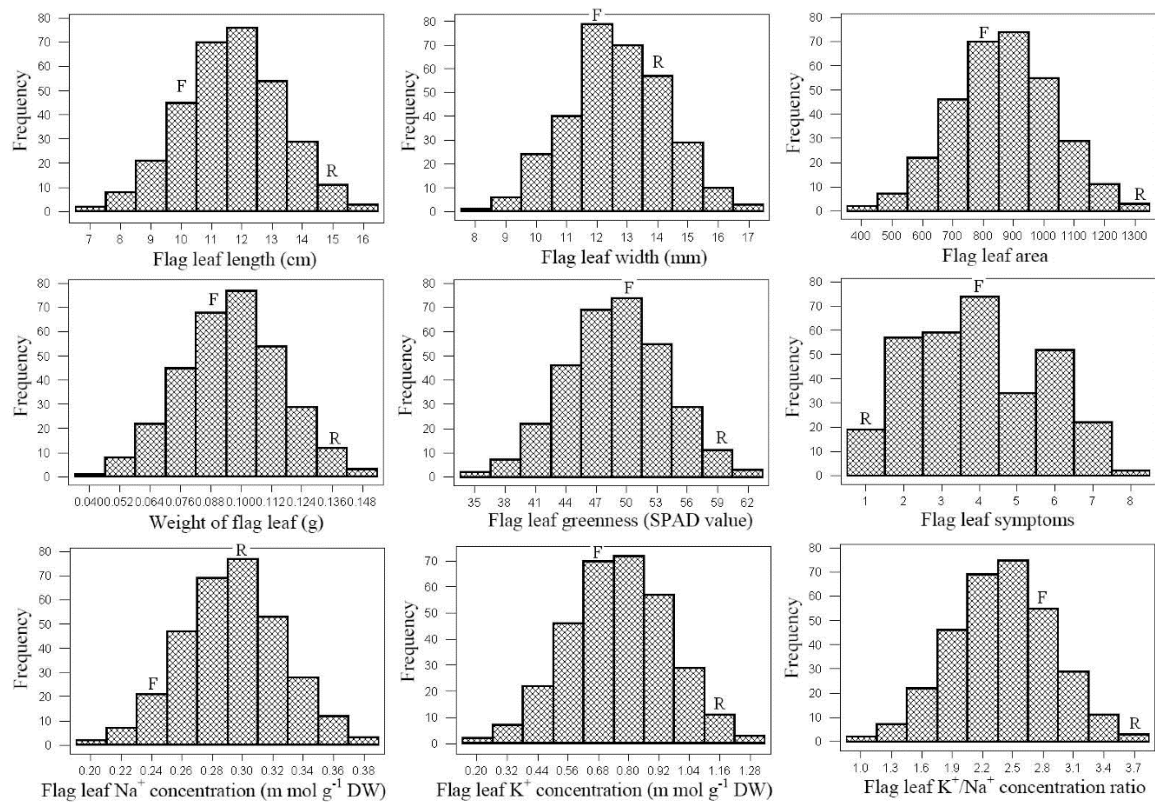 80
70
60
50
40
30
20
10
0
Frequency
F
R
7 8 9 10 11 12 13 14 15 16
Flag leaf length (cm)
80
70
60
50
40
30
20
10
0
Frequency
F
R
8 9 10 11 12 13 14 15 16 17
Flag leaf width (mm)
80
70
60
50
40
30
20
10
0
Frequency
F
R
400 500 600 700 800 900 1000 1100 1200 1300
Flag leaf area
80
70
60
50
40
30
20
10
0
Frequency
F
R
0.040 0.052 0.064 0.076 0.088 0.100 0.112 0.124 0.136 0.148
Weight of flag leaf (g)
80
70
60
50
40
30
20
10
0
Frequency
F
R
35 38 41 44 47 50 53 56 59 62
Flag leaf greenness (SPAD value)
80
70
60
50
40
30
20
10
0
Frequency
F
R
1 2 3 4 5 6 7 8
Flag leaf symptoms
80
70
60
50
40
30
20
10
0
Frequency
R
F
0.20 0.22 0.24 0.26 0.28 0.30 0.32 0.34 0.36 0.38
Flag leaf Na⁺ concentration (m mol g⁻¹ DW)
70
60
50
40
30
20
10
0
Frequency
F
R
0.20 0.32 0.44 0.56 0.68 0.80 0.92 1.04 1.16 1.28
Flag leaf K⁺ concentration (m mol g⁻¹ DW)
80
70
60
50
40
30
20
10
0
Frequency
F
R
1.0 1.3 1.6 1.9 2.2 2.5 2.8 3.1 3.4 3.7
Flag leaf K⁺/Na⁺ concentration ratio